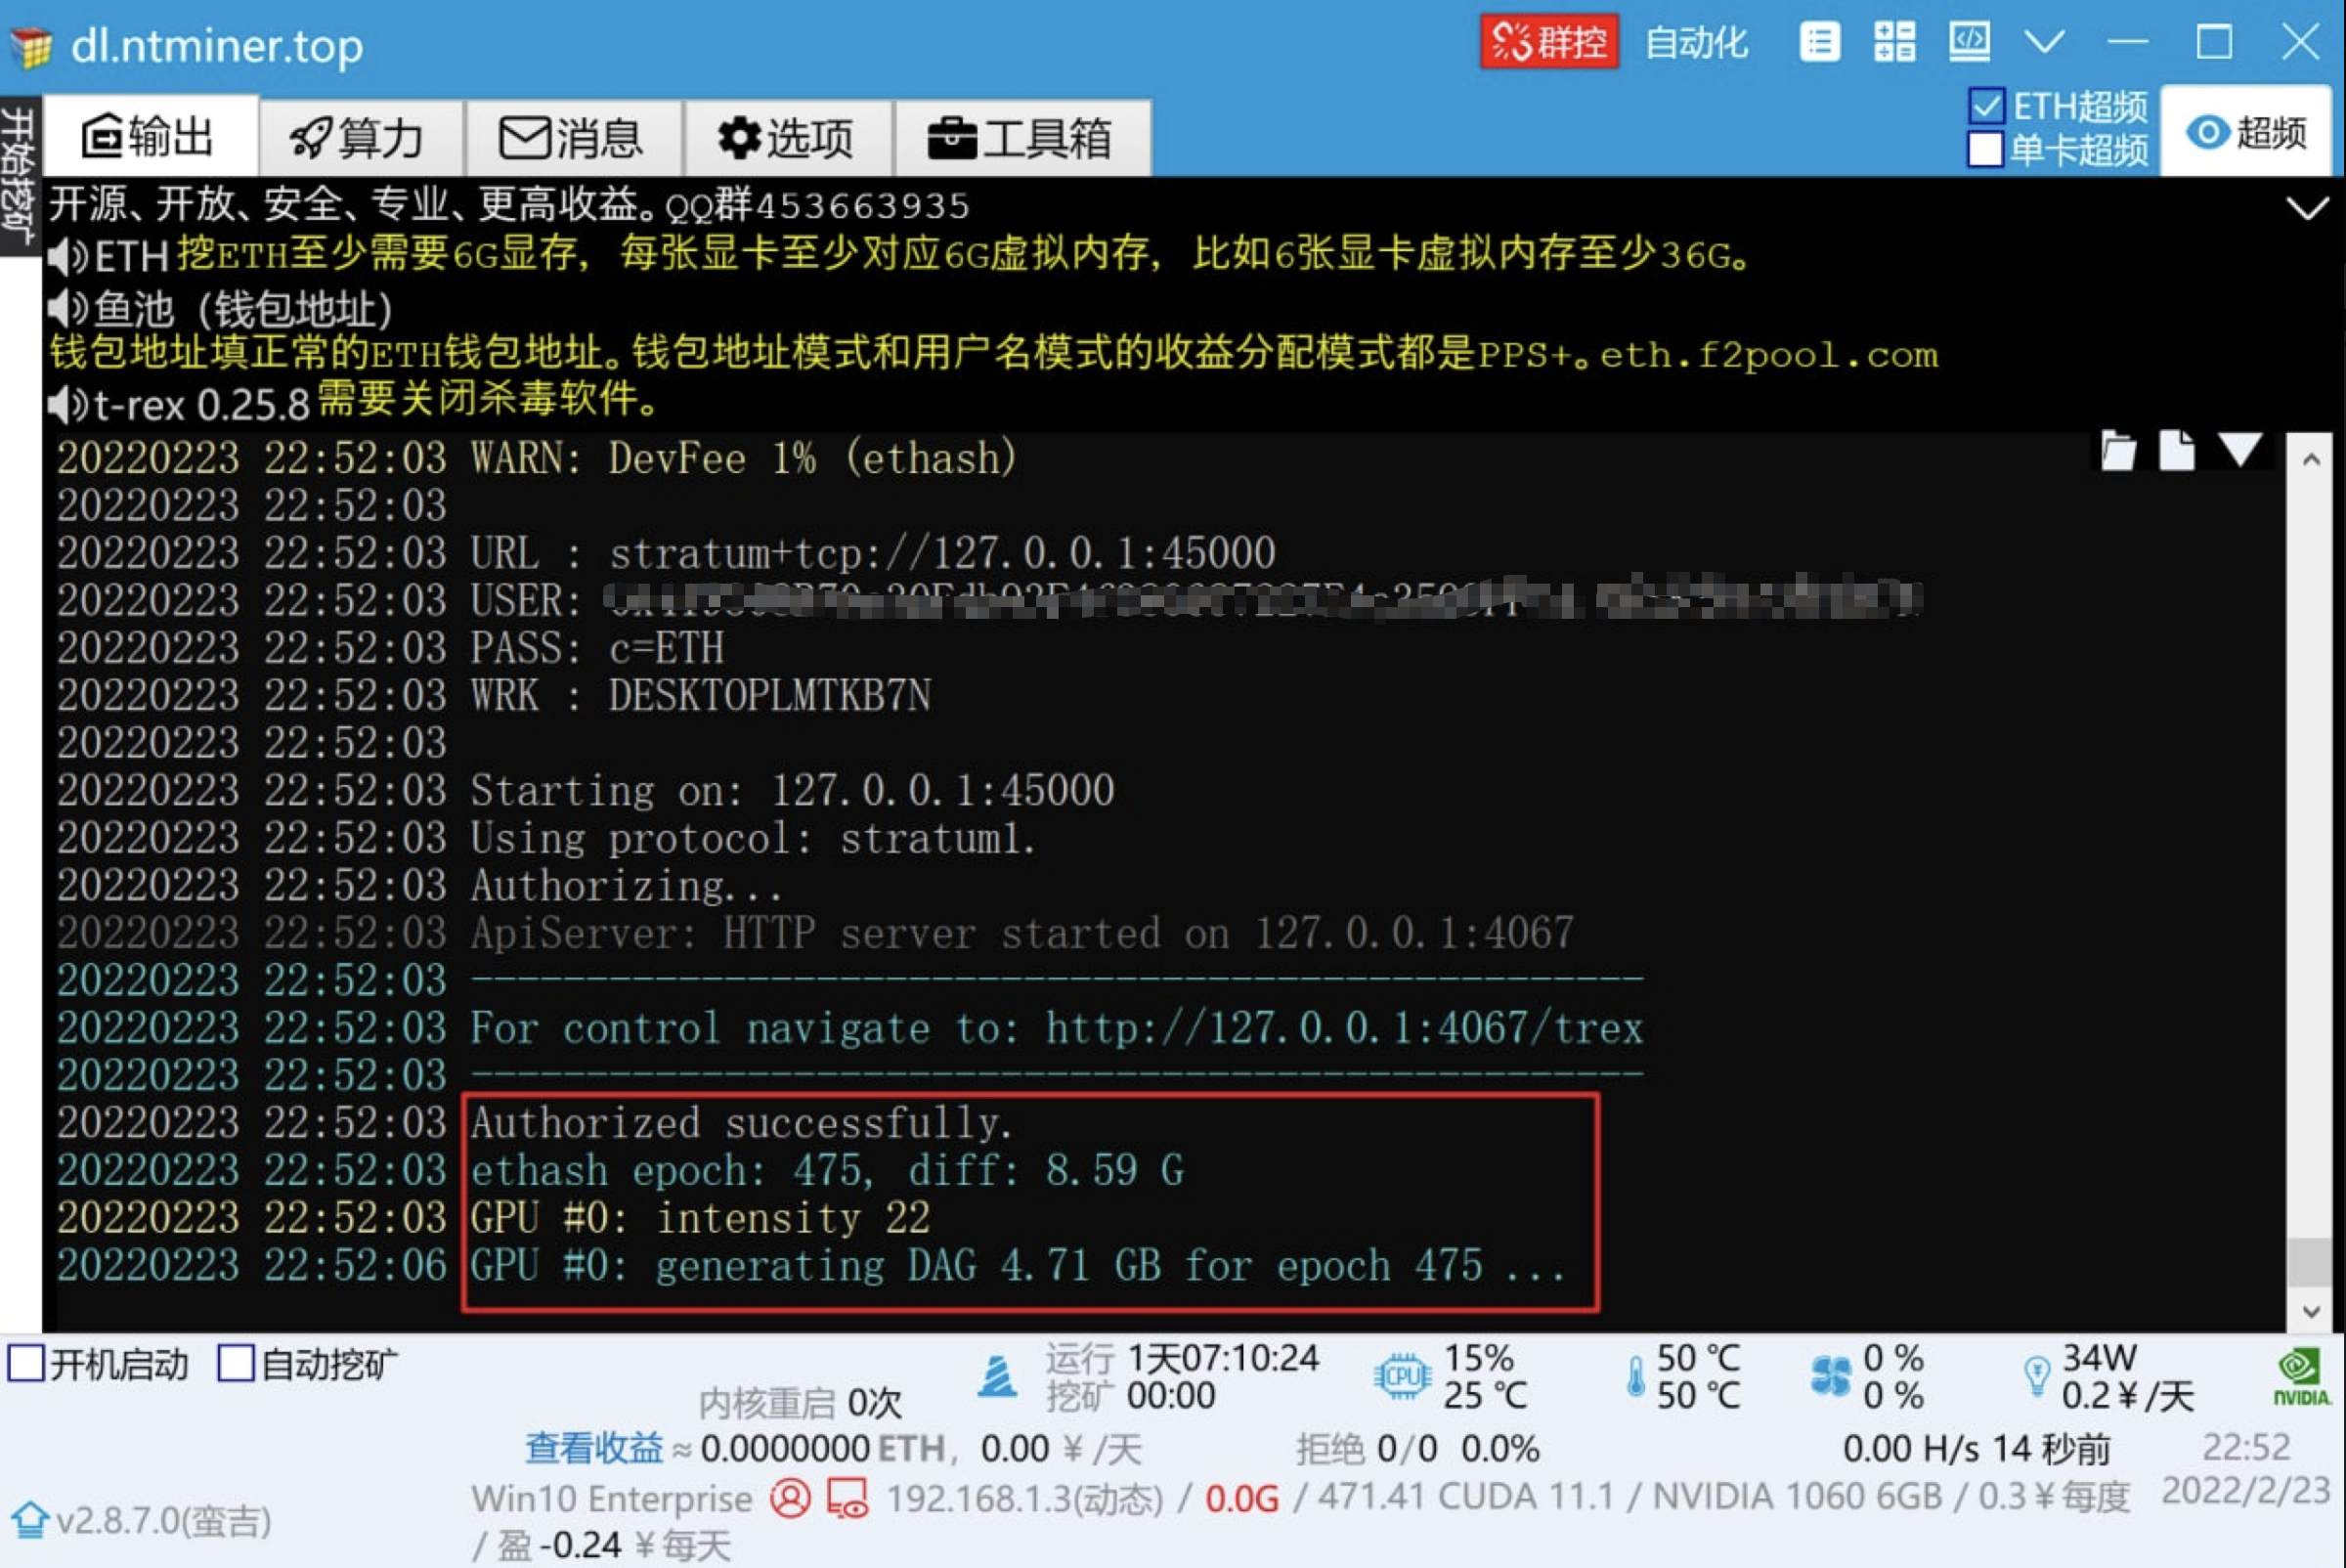 dl.ntminer.top
群控 自动化
ETH超频
单卡超频
超频
开始挖矿
输出 算力 消息 选项 工具箱
开源、开放、安全、专业、更高收益。QQ群453663935
ETH 挖ETH至少需要6G显存，每张显卡至少对应6G虚拟内存，比如6张显卡虚拟内存至少36G。
鱼池（钱包地址）
钱包地址填正常的ETH钱包地址。钱包地址模式和用户名模式的收益分配模式都是PPS+。eth.f2pool.com
t-rex 0.25.8 需要关闭杀毒软件。
20220223 22:52:03 WARN: DevFee 1% (ethash)
20220223 22:52:03
20220223 22:52:03 URL : stratum+tcp://127.0.0.1:45000
20220223 22:52:03 USER:
20220223 22:52:03 PASS: c=ETH
20220223 22:52:03 WRK : DESKTOPLMTKB7N
20220223 22:52:03
20220223 22:52:03 Starting on: 127.0.0.1:45000
20220223 22:52:03 Using protocol: stratum1.
20220223 22:52:03 Authorizing...
20220223 22:52:03 ApiServer: HTTP server started on 127.0.0.1:4067
20220223 22:52:03 ---------------------------------------------------
20220223 22:52:03 For control navigate to: http://127.0.0.1:4067/trex
20220223 22:52:03 ---------------------------------------------------
20220223 22:52:03 Authorized successfully.
20220223 22:52:03 ethash epoch: 475, diff: 8.59 G
20220223 22:52:03 GPU #0: intensity 22
20220223 22:52:06 GPU #0: generating DAG 4.71 GB for epoch 475 ...
开机启动 自动挖矿
内核重启 0次
运行 1天07:10:24
挖矿 00:00
CPU 15%
25 ℃
50 ℃
50 ℃
0 %
0 %
34W
0.2￥/天
NVIDIA.
查看收益 ≈ 0.0000000 ETH, 0.00 ￥/天 拒绝 0/0 0.0% 0.00 H/s 14 秒前 22:52
Win10 Enterprise 192.168.1.3(动态) / 0.0G / 471.41 CUDA 11.1 / NVIDIA 1060 6GB / 0.3￥每度 2022/2/23
v2.8.7.0(蛮吉)
/ 盈 -0.24 ￥每天